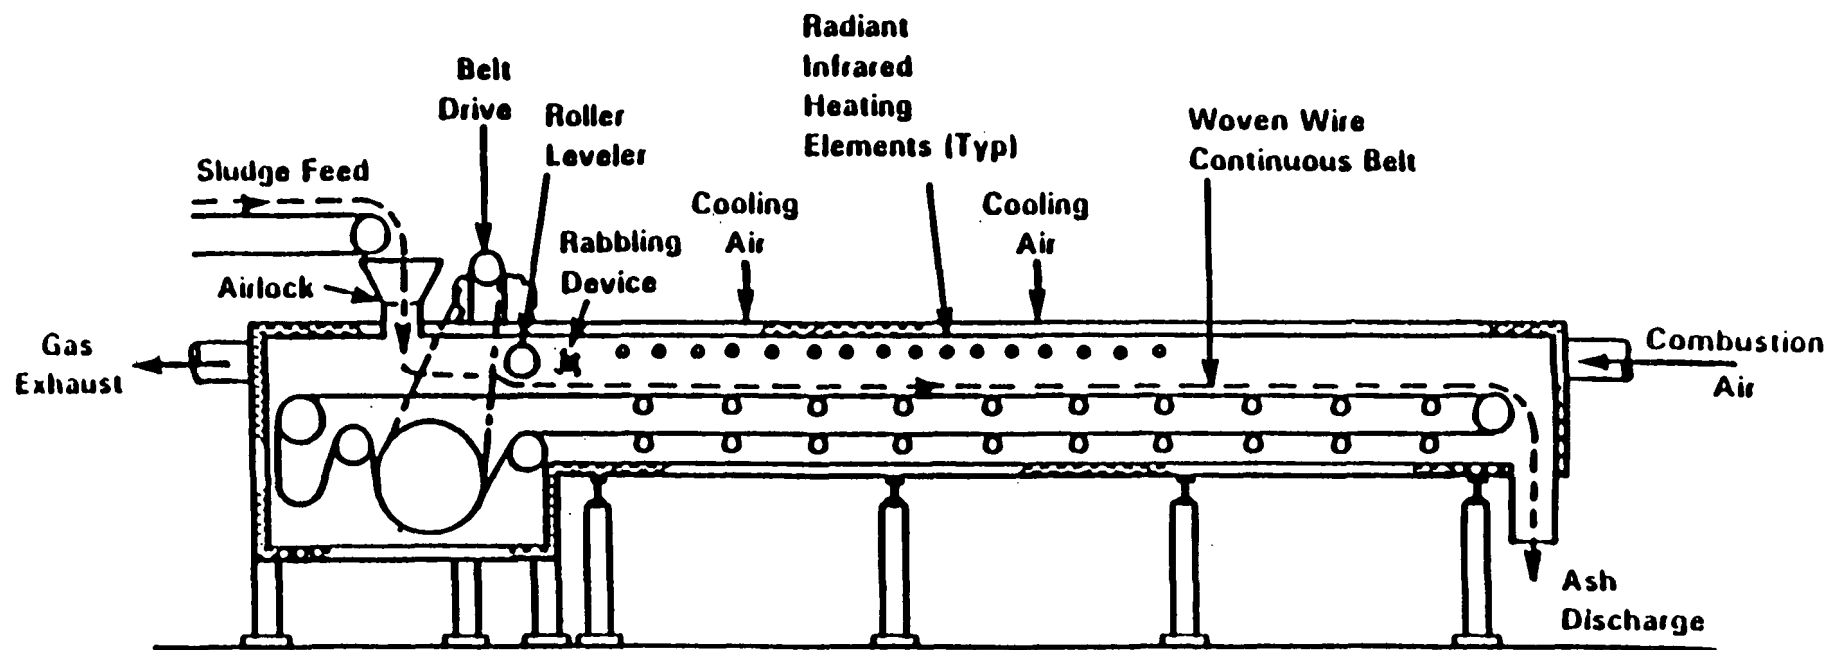 Radiant
Infrared
Heating
Elements (Typ)
Belt
Drive
Roller
Leveler
Woven Wire
Continuous Belt
Sludge Feed
Cooling
Air
Cooling
Air
Rabbling
Device
Airlock
Gas
Exhaust
Combustion
Air
Ash
Discharge